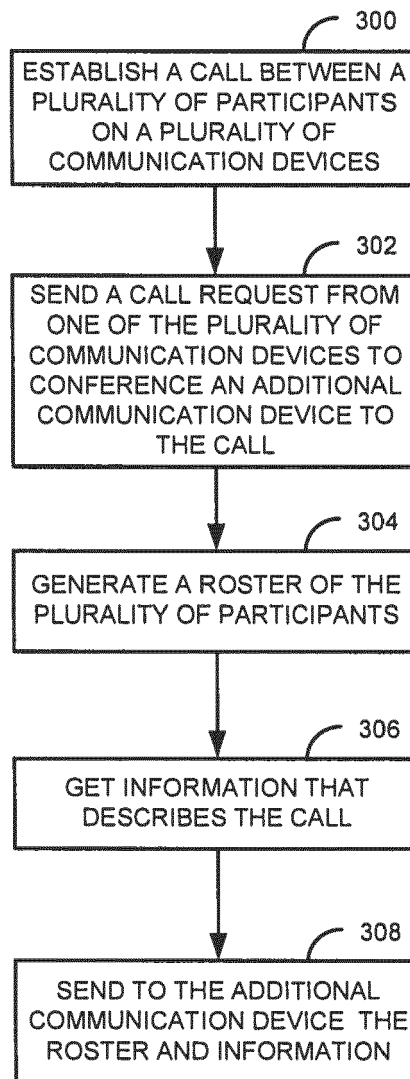 300
ESTABLISH A CALL BETWEEN A
PLURALITY OF PARTICIPANTS
ON A PLURALITY OF
COMMUNICATION DEVICES
302
SEND A CALL REQUEST FROM
ONE OF THE PLURALITY OF
COMMUNICATION DEVICES TO
CONFERENCE AN ADDITIONAL
COMMUNICATION DEVICE TO
THE CALL
304
GENERATE A ROSTER OF THE
PLURALITY OF PARTICIPANTS
306
GET INFORMATION THAT
DESCRIBES THE CALL
308
SEND TO THE ADDITIONAL
COMMUNICATION DEVICE THE
ROSTER AND INFORMATION